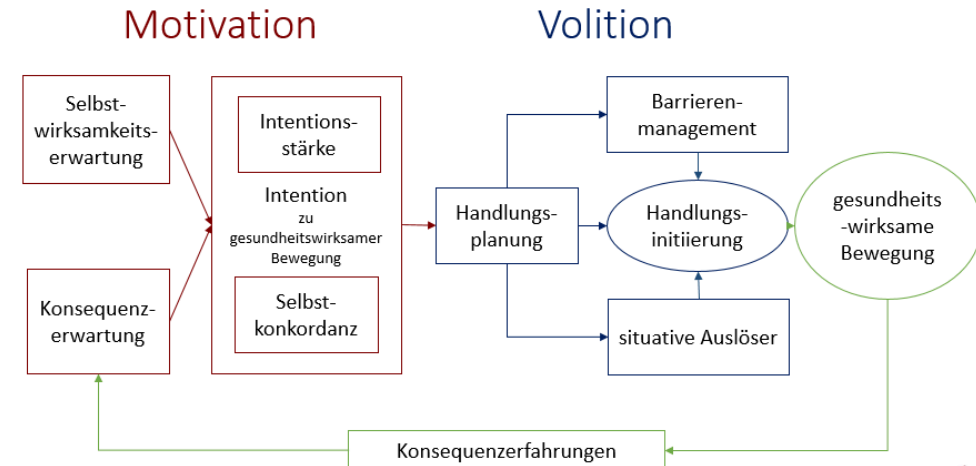 Motivation
Volition
Selbst-
wirksamkeits-
erwartung
Konsequenz-
erwartung
Intentions-
stärke
Intention
zu
gesundheitswirksamer
Bewegung
Selbst-
konkordanz
Handlungs-
planung
Barrieren-
management
Handlungs-
initiierung
situative Auslöser
gesundheits
-wirksame
Bewegung
Konsequenzerfahrungen